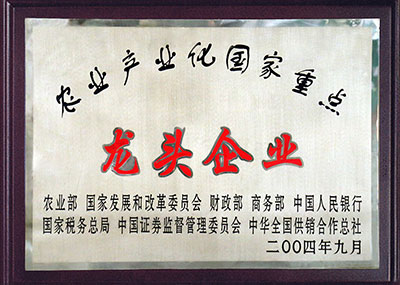 农业产业化国家重点
龙头企业
农业部 国家发展和改革委员会 财政部 商务部 中国人民银行
国家税务总局 中国证券监督管理委员会 中华全国供销合作总社
二〇〇四年九月